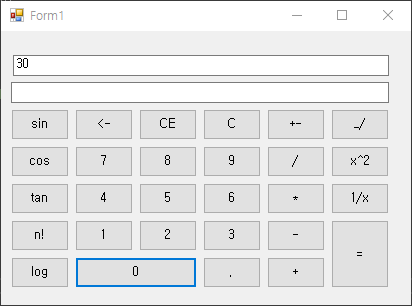 Form1
30
sin <- CE C +- _/
cos 7 8 9 / x^2
tan 4 5 6 * 1/x
n! 1 2 3 - =
log 0 . +